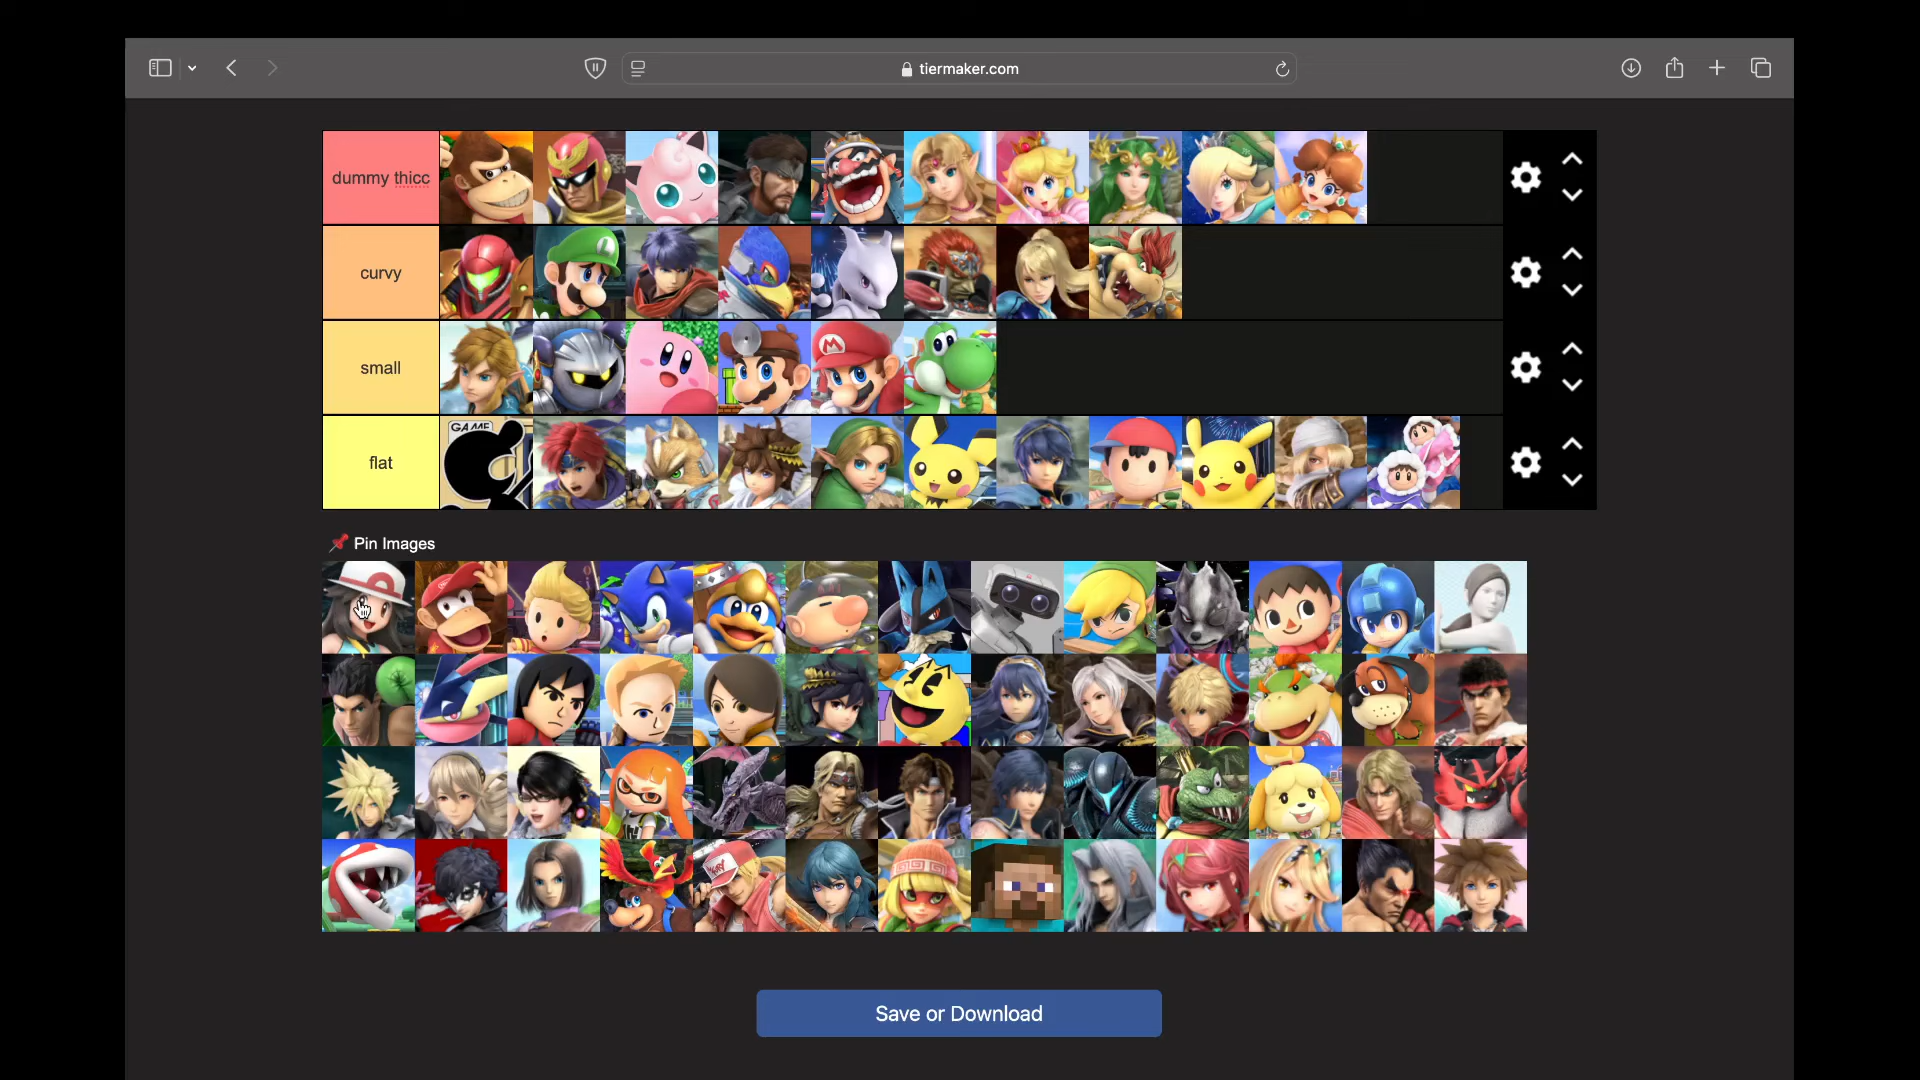 tiermaker.com
dummy thicc
curvy
small
flat
GAME
Pin Images
Save or Download